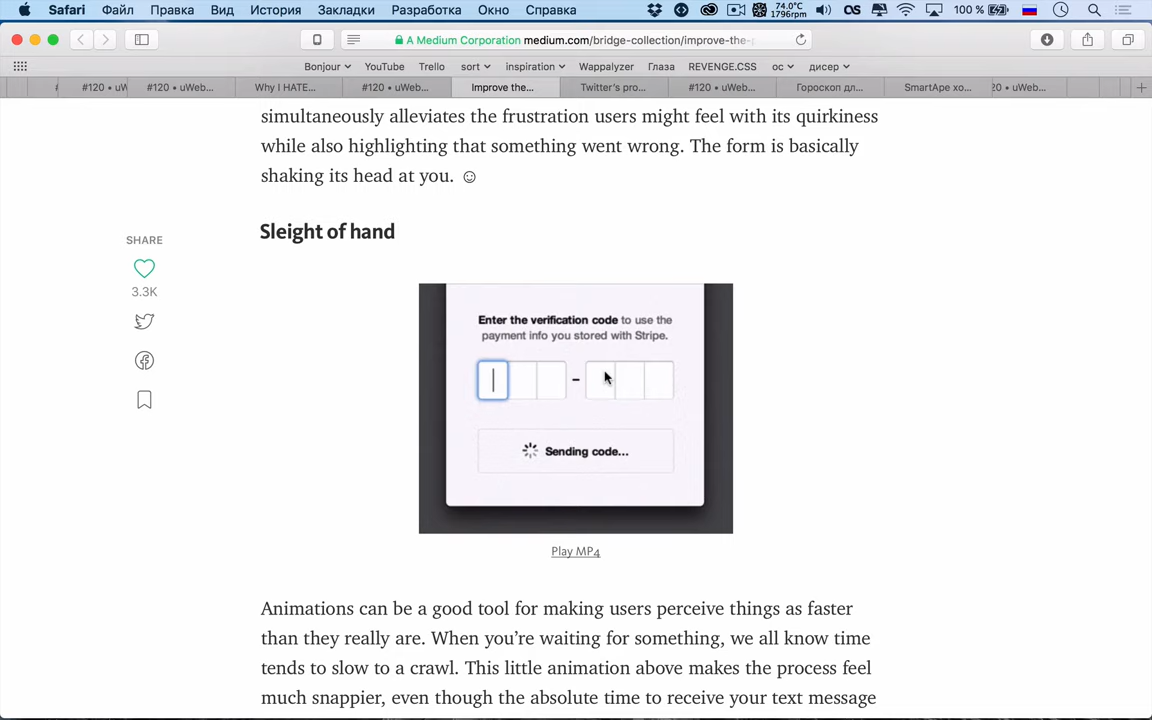 Safari Файл Правка Вид История Закладки Разработка Окно Справка 74.0°C 1796rpm 100 %
A Medium Corporation medium.com/bridge-collection/improve-the-p
Bonjour YouTube Trello sort inspiration Wappalyzer Глаза REVENGE.CSS ос дисер
#120 • uW #120 • uWeb... Why I HATE... #120 • uWeb... Improve the... Twitter's pro... #120 • uWeb... Гороскоп дл... SmartApe хо... 20 • uWeb...
simultaneously alleviates the frustration users might feel with its quirkiness
while also highlighting that something went wrong. The form is basically
shaking its head at you. ☺
Sleight of hand
SHARE
3.3K
Enter the verification code to use the
payment info you stored with Stripe.
–
Sending code...
Play MP4
Animations can be a good tool for making users perceive things as faster
than they really are. When you're waiting for something, we all know time
tends to slow to a crawl. This little animation above makes the process feel
much snappier, even though the absolute time to receive your text message